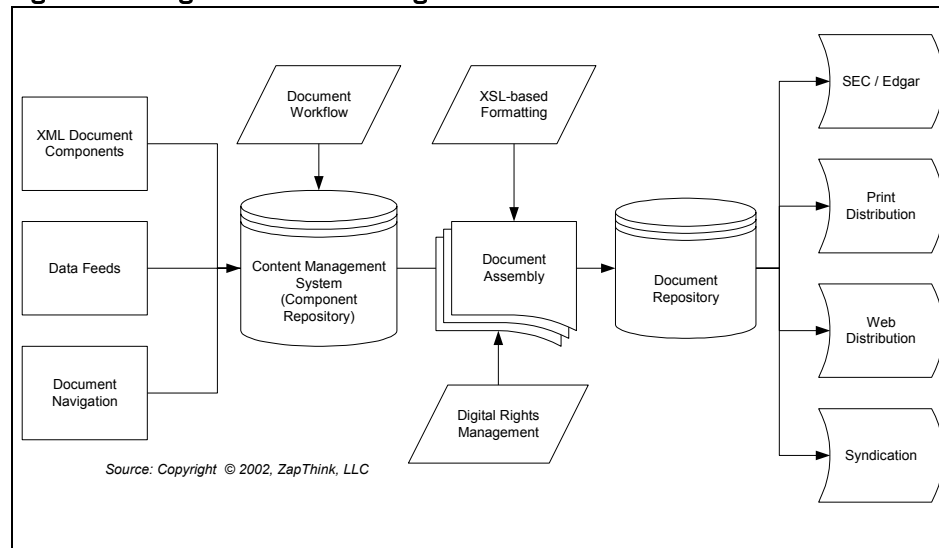 XML Document
Components
Data Feeds
Document
Navigation
Document
Workflow
Content Management
System
(Component
Repository)
XSL-based
Formatting
Document
Assembly
Digital Rights
Management
Document
Repository
SEC / Edgar
Print
Distribution
Web
Distribution
Syndication
Source: Copyright © 2002, ZapThink, LLC